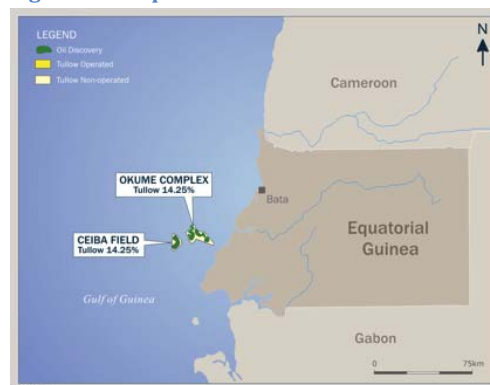 LEGEND
Oil Discovery
Tullow Operated
Tullow Non-operated
N
Cameroon
OKUME COMPLEX
Tullow 14.25%
Bata
CEIBA FIELD
Tullow 14.25%
Equatorial
Guinea
Gulf of Guinea
Gabon
0 75km